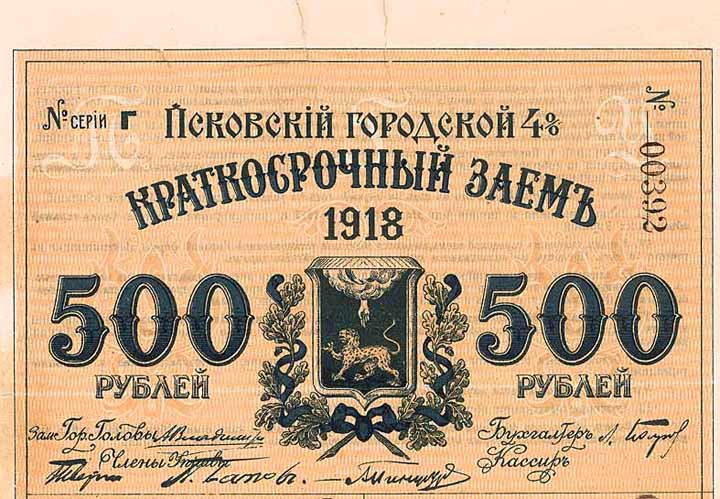 № СЕРІИ Г
Псковскій городской 4%
КРАТКОСРОЧНЫЙ ЗАЕМЪ
1918
№ 00392
500 500
РУБЛЕЙ РУБЛЕЙ
Зам. Гор. Головы
Члены Управы
Бухгалтеръ
Кассиръ